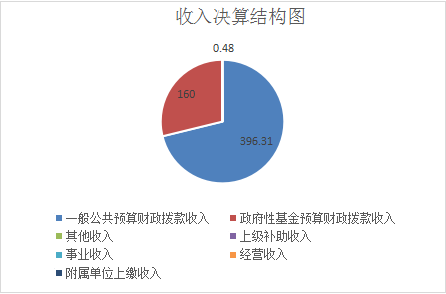 收入决算结构图
0.48
160
396.31
一般公共预算财政拨款收入
政府性基金预算财政拨款收入
其他收入
上级补助收入
事业收入
经营收入
附属单位上缴收入